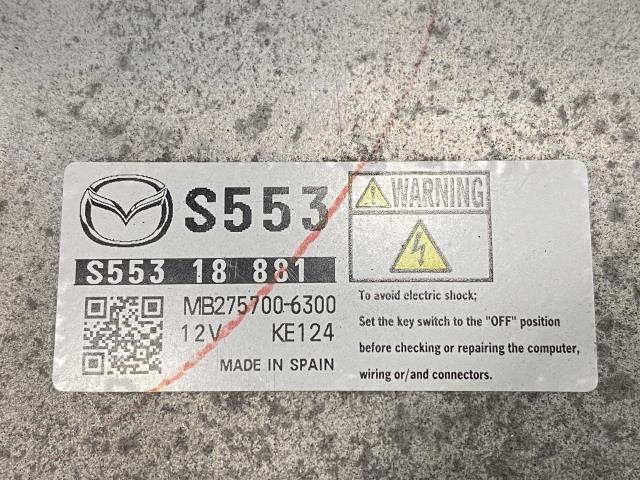 S553
S553 18 881
MB275700-6300
12V KE124
MADE IN SPAIN
WARNING
To avoid electric shock;
Set the key switch to the "OFF" position
before checking or repairing the computer,
wiring or/and connectors.